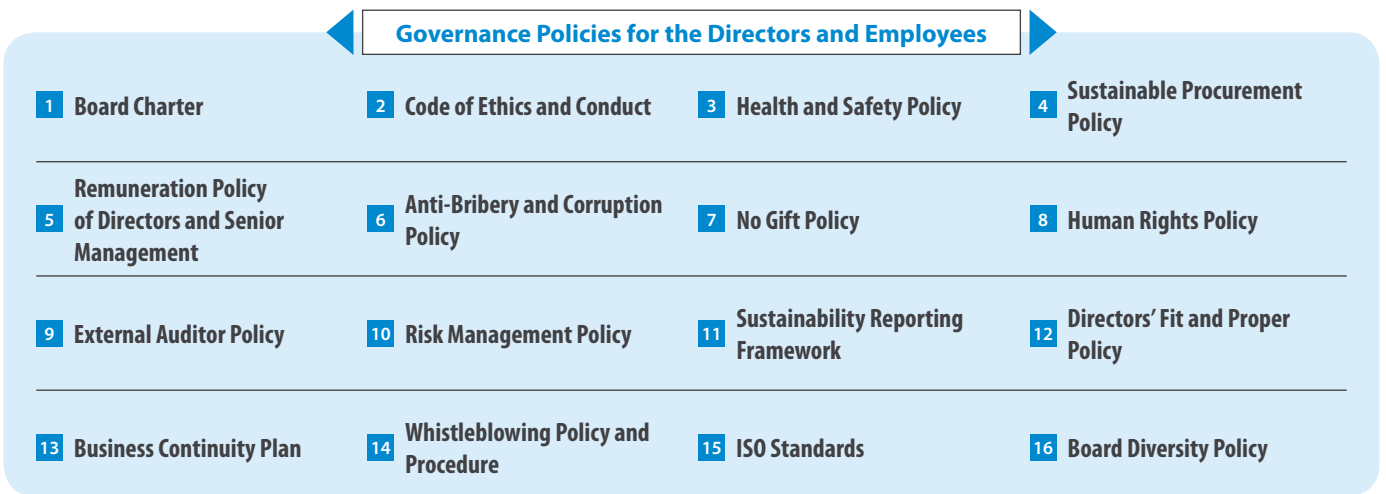 Governance Policies for the Directors and Employees
1 Board Charter
2 Code of Ethics and Conduct
3 Health and Safety Policy
4 Sustainable Procurement
Policy
5 Remuneration Policy
of Directors and Senior
Management
6 Anti-Bribery and Corruption
Policy
7 No Gift Policy
8 Human Rights Policy
9 External Auditor Policy
10 Risk Management Policy
11 Sustainability Reporting
Framework
12 Directors’ Fit and Proper
Policy
13 Business Continuity Plan
14 Whistleblowing Policy and
Procedure
15 ISO Standards
16 Board Diversity Policy